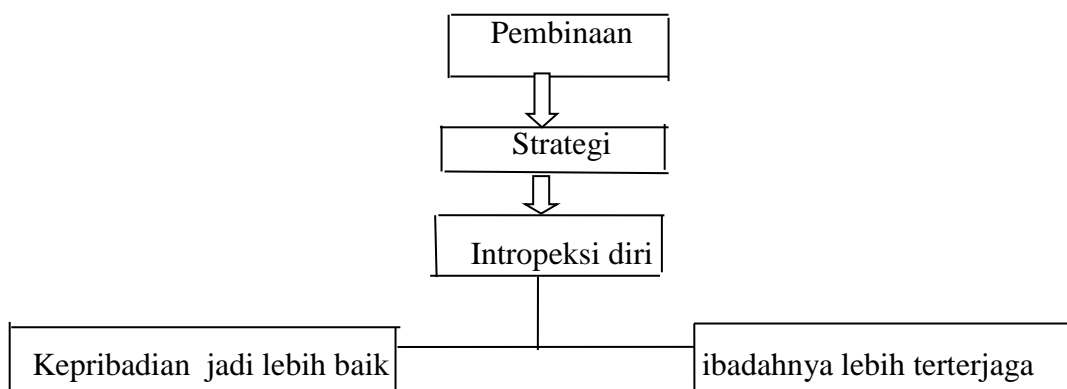 Pembinaan
Strategi
Intropeksi diri
Kepribadian jadi lebih baik
ibadahnya lebih terterjaga